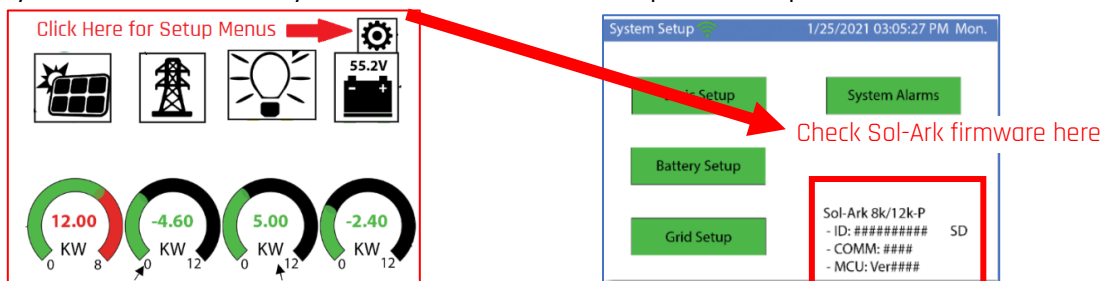 Click Here for Setup Menus
55.2V
- +
12.00
KW
0 8
-4.60
KW
0 12
5.00
KW
0 12
-2.40
KW
0 12
System Setup
1/25/2021 03:05:27 PM Mon.
Setup
System Alarms
Check Sol-Ark firmware here
Battery Setup
Grid Setup
Sol-Ark 8k/12k-P
- ID: ########## SD
- COMM: ####
- MCU: Ver####